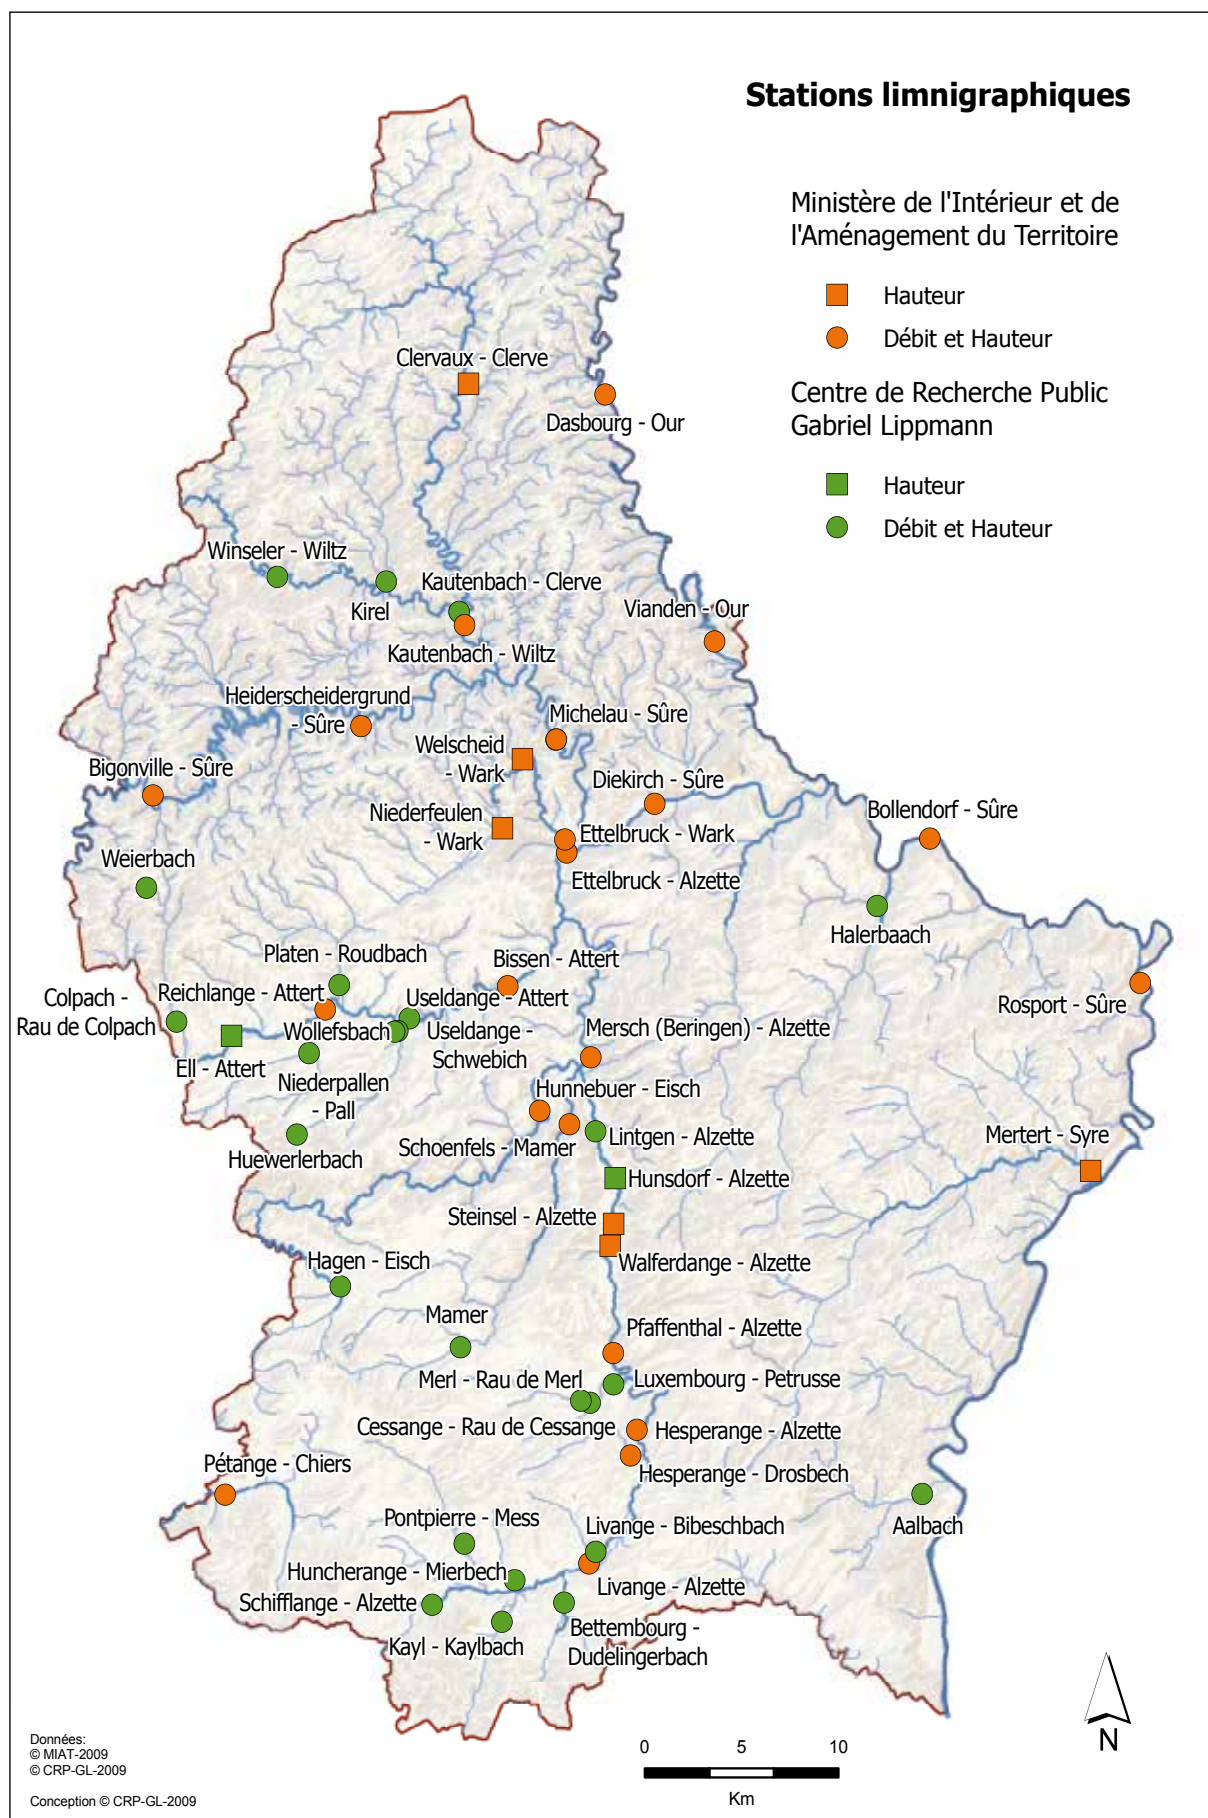 Stations limnigraphiques
Ministère de l'Intérieur et de
l'Aménagement du Territoire
Hauteur
Débit et Hauteur
Centre de Recherche Public
Gabriel Lippmann
Hauteur
Débit et Hauteur
Clervaux - Clerve
Dasbourg - Our
Winseler - Wiltz
Kautenbach - Clerve
Kirel
Vianden - Our
Kautenbach - Wiltz
Heiderscheidergrund
- Sûre
Michelau - Sûre
Welscheid
- Wark
Bigonville - Sûre
Diekirch - Sûre
Niederfeulen
- Wark
Bollendorf - Sûre
Ettelbruck - Wark
Weierbach
Ettelbruck - Alzette
Halerbaach
Platen - Roudbach
Bissen - Attert
Reichlange - Attert
Useldange - Attert
Colpach -
Rau de Colpach
Rosport - Sûre
Wollefsbach
Useldange -
Schwebich
Mersch (Beringen) - Alzette
Ell - Attert
Niederpallen
- Pall
Hunnebuer - Eisch
Huewerlerbach
Schoenfels - Mamer
Lintgen - Alzette
Mertert - Syre
Hunsdorf - Alzette
Steinsel - Alzette
Walferdange - Alzette
Hagen - Eisch
Mamer
Pfaffenthal - Alzette
Merl - Rau de Merl
Luxembourg - Petrusse
Cessange - Rau de Cessange
Hesperange - Alzette
Pétange - Chiers
Hesperange - Drosbech
Pontpierre - Mess
Livange - Bibeschbach
Aalbach
Huncherange - Mierbech
Livange - Alzette
Schifflange - Alzette
Kayl - Kaylbach
Bettembourg -
Dudelingerbach
N
0 5 10
Km
Données:
© MIAT-2009
© CRP-GL-2009
Conception © CRP-GL-2009